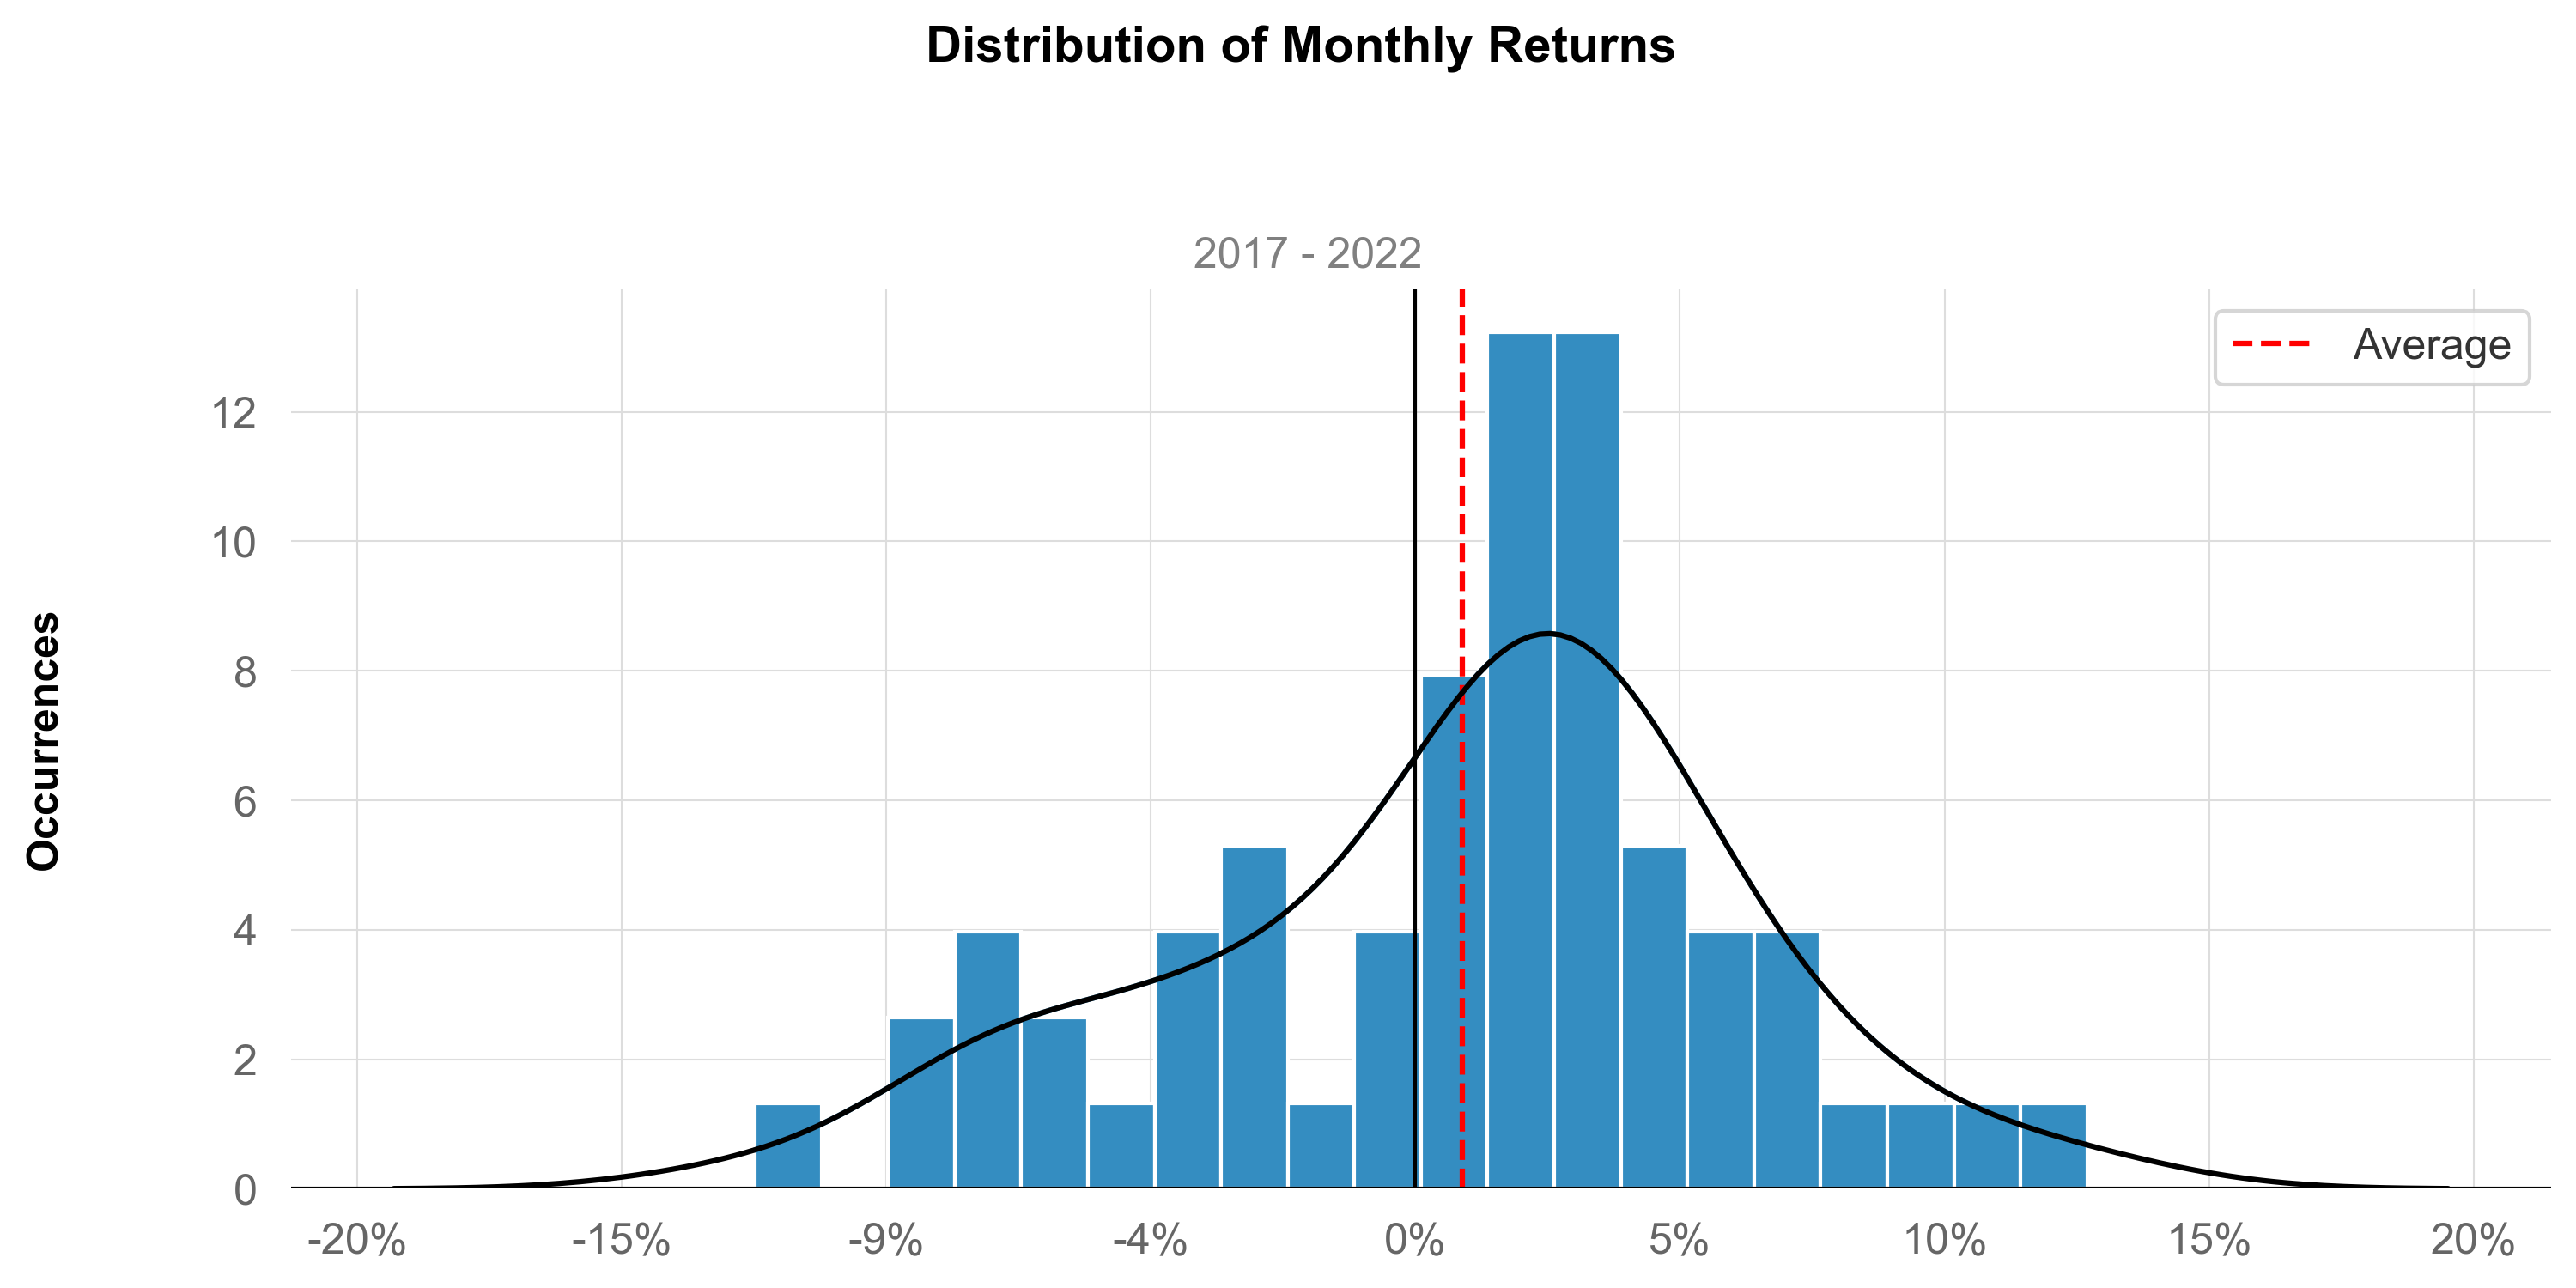 Distribution of Monthly Returns
2017 - 2022
Average
Occurrences
12
10
8
6
4
2
0
-20% -15% -9% -4% 0% 5% 10% 15% 20%